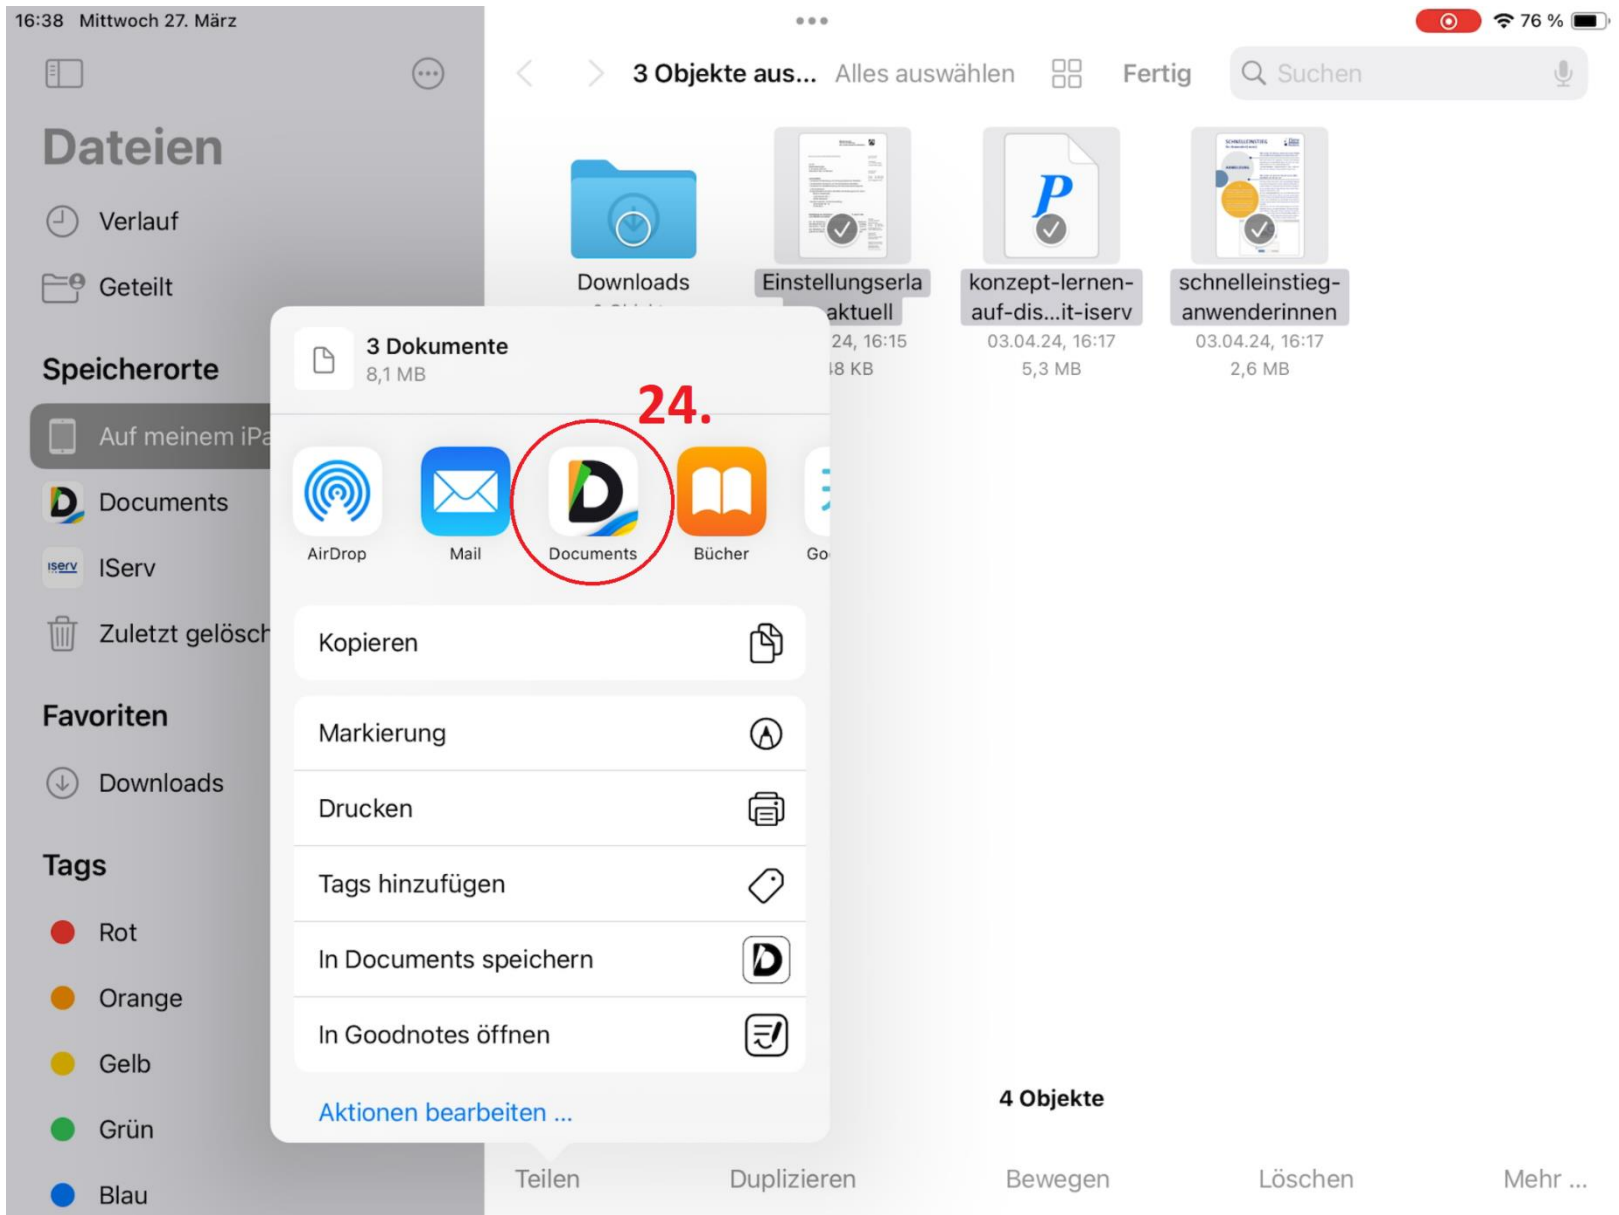 16:38 Mittwoch 27. März
76 %
3 Objekte aus... Alles auswählen
Fertig
Suchen
Dateien
Verlauf
Geteilt
Speicherorte
Auf meinem iPa
Documents
IServ
Zuletzt gelösch
Favoriten
Downloads
Tags
Rot
Orange
Gelb
Grün
Blau
Downloads
Einstellungserla
aktuell
24, 16:15
48 KB
konzept-lernen-
auf-dis...it-iserv
03.04.24, 16:17
5,3 MB
SCHNELLEINSTIEG
schnelleinstieg-
anwenderinnen
03.04.24, 16:17
2,6 MB
3 Dokumente
8,1 MB
24.
AirDrop
Mail
Documents
Bücher
Go
Kopieren
Markierung
Drucken
Tags hinzufügen
In Documents speichern
In Goodnotes öffnen
Aktionen bearbeiten ...
4 Objekte
Teilen
Duplizieren
Bewegen
Löschen
Mehr ...